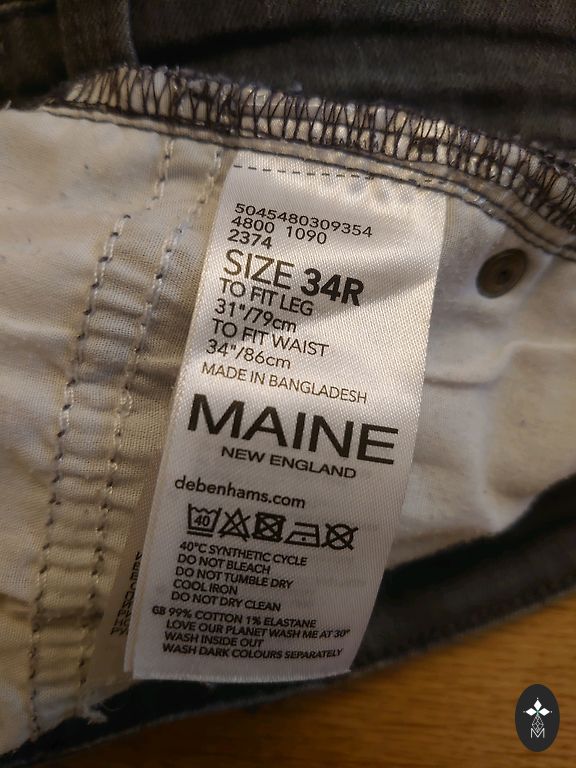 5045480309354
4800 1090
2374
SIZE 34R
TO FIT LEG
31"/79cm
TO FIT WAIST
34"/86cm
MADE IN BANGLADESH
MAINE
NEW ENGLAND
debenhams.com
40
40°C SYNTHETIC CYCLE
DO NOT BLEACH
DO NOT TUMBLE DRY
COOL IRON
DO NOT DRY CLEAN
GB 99% COTTON 1% ELASTANE
LOVE OUR PLANET WASH ME AT 30°
WASH INSIDE OUT
WASH DARK COLOURS SEPARATELY
M